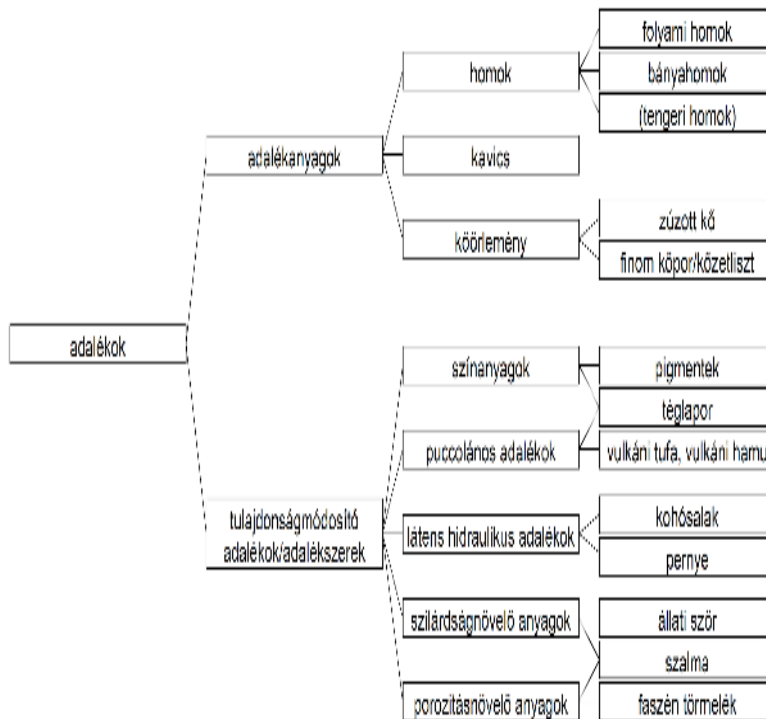 folyami homok
homok
bányahomok
(tengeri homok)
adalékanyagok
kavics
zúzott kő
kőőrlemény
finom kőpor/kőzetliszt
adalékok
színanyagok
pigmentek
téglapor
puccolános adalékok
vulkáni tufa, vulkáni hamu
tulajdonságmódosító
adalékok/adalékszerek
látens hidraulikus adalékok
kohósalak
pernye
szilárdságnövelő anyagok
állati szőr
szalma
porozitásnövelő anyagok
faszén törmelék